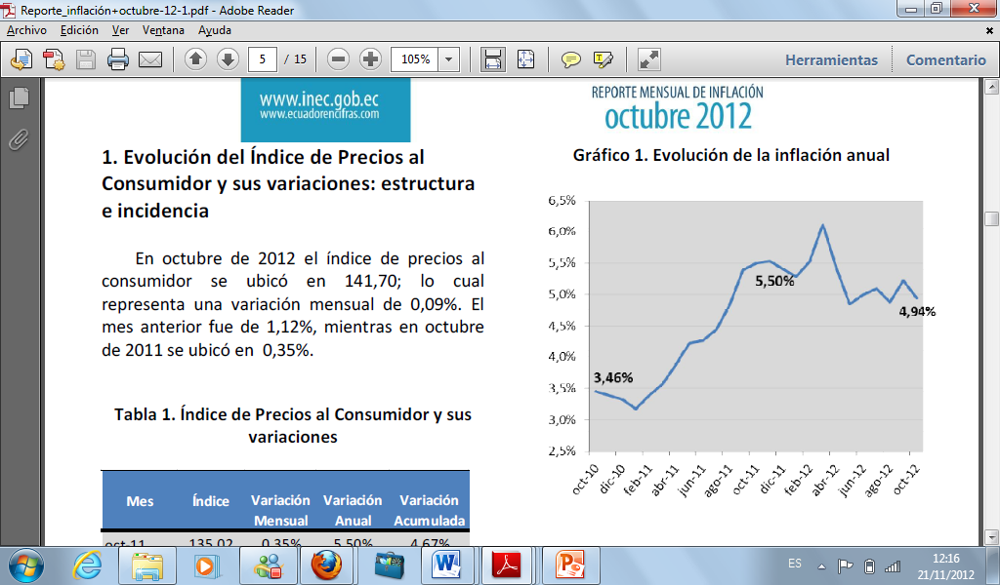 Reporte_inflación+octubre-12-1.pdf - Adobe Reader
Archivo Edición Ver Ventana Ayuda
5 / 15 105% Herramientas Comentario
www.inec.gob.ec
www.ecuadorencifras.com
1. Evolución del Índice de Precios al
Consumidor y sus variaciones: estructura
e incidencia
En octubre de 2012 el índice de precios al
consumidor se ubicó en 141,70; lo cual
representa una variación mensual de 0,09%. El
mes anterior fue de 1,12%, mientras en octubre
de 2011 se ubicó en 0,35%.
Tabla 1. Índice de Precios al Consumidor y sus
variaciones
Mes Índice Variación Mensual Variación Anual Variación Acumulada
oct-11 135,02 0,35% 5,50% 4,67%
REPORTE MENSUAL DE INFLACIÓN
octubre 2012
Gráfico 1. Evolución de la inflación anual
6,5%
6,0%
5,5%
5,0%
4,5%
4,0%
3,5%
3,0%
2,5%
3,46%
5,50%
4,94%
oct-10 dic-10 feb-11 abr-11 jun-11 ago-11 oct-11 dic-11 feb-12 abr-12 jun-12 ago-12 oct-12
ES
12:16
21/11/2012